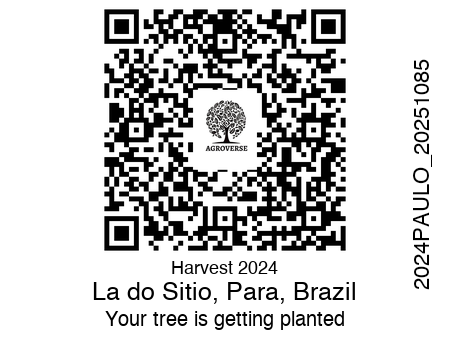 AGROVERSE
Harvest 2024
La do Sitio, Para, Brazil
Your tree is getting planted
2024PAULO_20251085